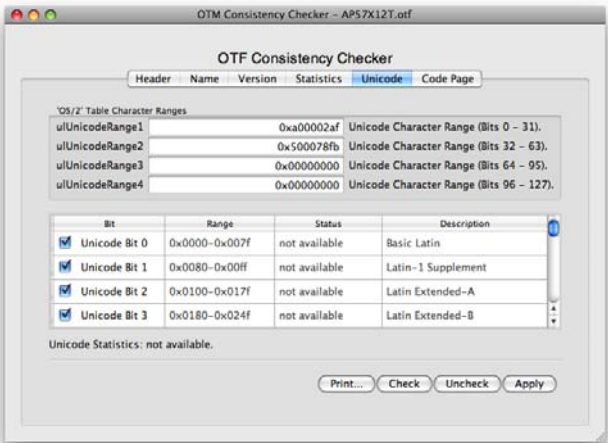 OTM Consistency Checker - AP57X12T.otf
OTF Consistency Checker
Header Name Version Statistics Unicode Code Page
'OS/2' Table Character Ranges
ulUnicodeRange1 0xa00002af Unicode Character Range (Bits 0 - 31).
ulUnicodeRange2 0x500078fb Unicode Character Range (Bits 32 - 63).
ulUnicodeRange3 0x00000000 Unicode Character Range (Bits 64 - 95).
ulUnicodeRange4 0x00000000 Unicode Character Range (Bits 96 - 127).
Bit Range Status Description
Unicode Bit 0 0x0000-0x007f not available Basic Latin
Unicode Bit 1 0x0080-0x00ff not available Latin-1 Supplement
Unicode Bit 2 0x0100-0x017f not available Latin Extended-A
Unicode Bit 3 0x0180-0x024f not available Latin Extended-B
Unicode Statistics: not available.
Print... Check Uncheck Apply